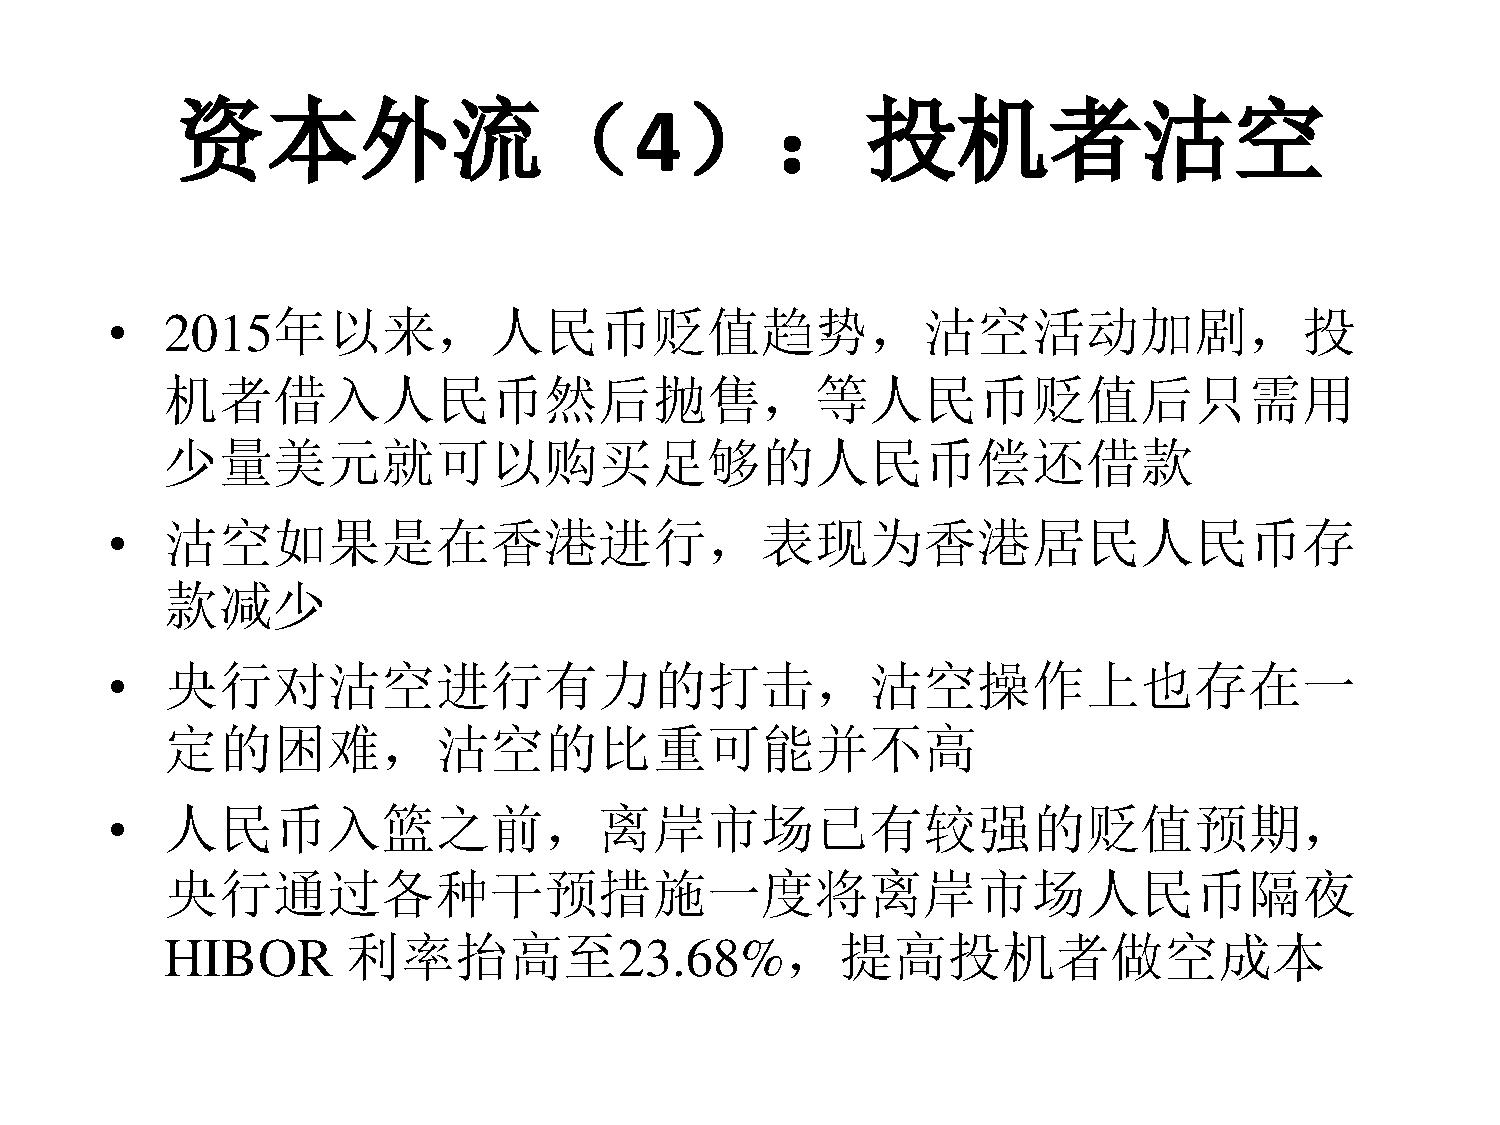 资本外流（4）：投机者沽空
• 2015年以来，人民币贬值趋势，沽空活动加剧，投
机者借入人民币然后抛售，等人民币贬值后只需用
少量美元就可以购买足够的人民币偿还借款
• 沽空如果是在香港进行，表现为香港居民人民币存
款减少
• 央行对沽空进行有力的打击，沽空操作上也存在一
定的困难，沽空的比重可能并不高
• 人民币入篮之前，离岸市场已有较强的贬值预期，
央行通过各种干预措施一度将离岸市场人民币隔夜
HIBOR 利率抬高至23.68%，提高投机者做空成本